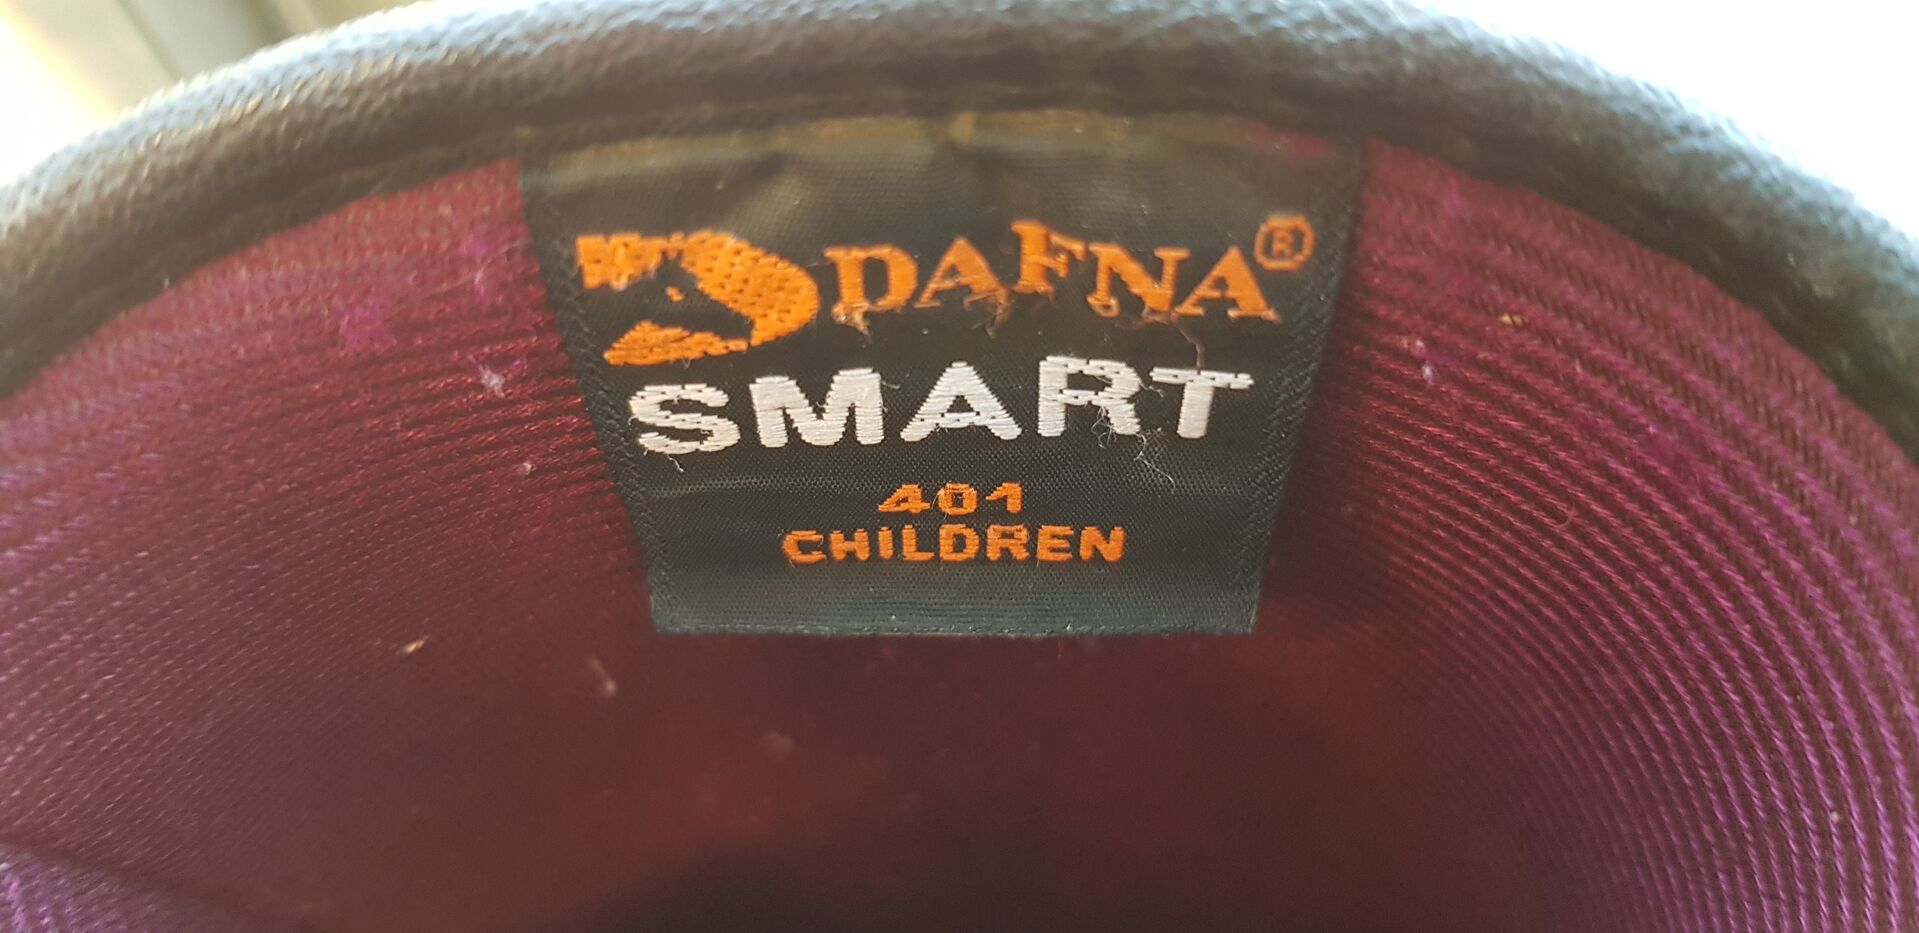 DAFNA®
SMART
401
CHILDREN